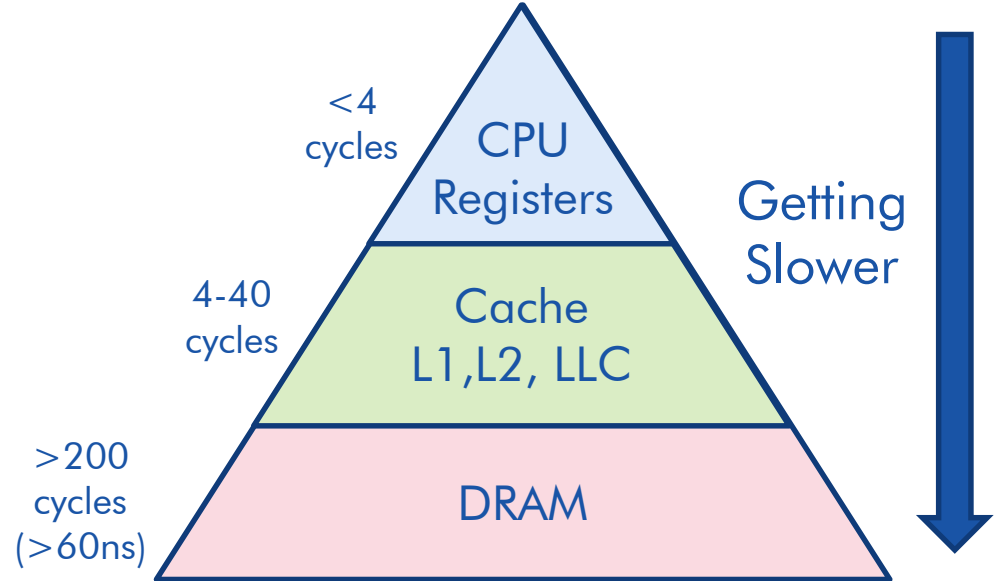 <4
cycles
CPU
Registers
Getting
Slower
4-40
cycles
Cache
L1,L2, LLC
>200
cycles
(>60ns)
DRAM